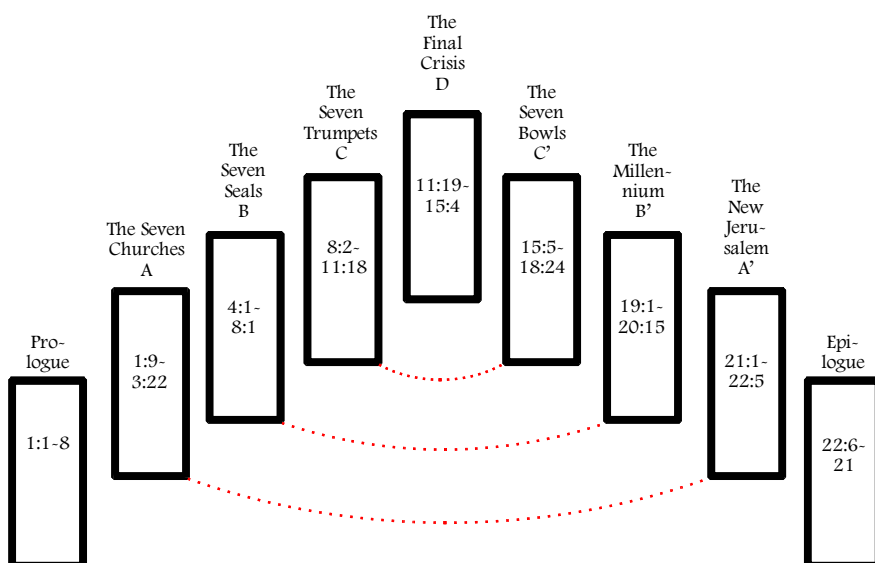 Pro-
logue
1:1-8
The Seven
Churches
A
1:9-
3:22
The
Seven
Seals
B
4:1-
8:1
The
Seven
Trumpets
C
8:2-
11:18
The
Final
Crisis
D
11:19-
15:4
The
Seven
Bowls
C'
15:5-
18:24
The
Millen-
nium
B'
19:1-
20:15
The
New
Jeru-
salem
A'
21:1-
22:5
Epi-
logue
22:6-
21